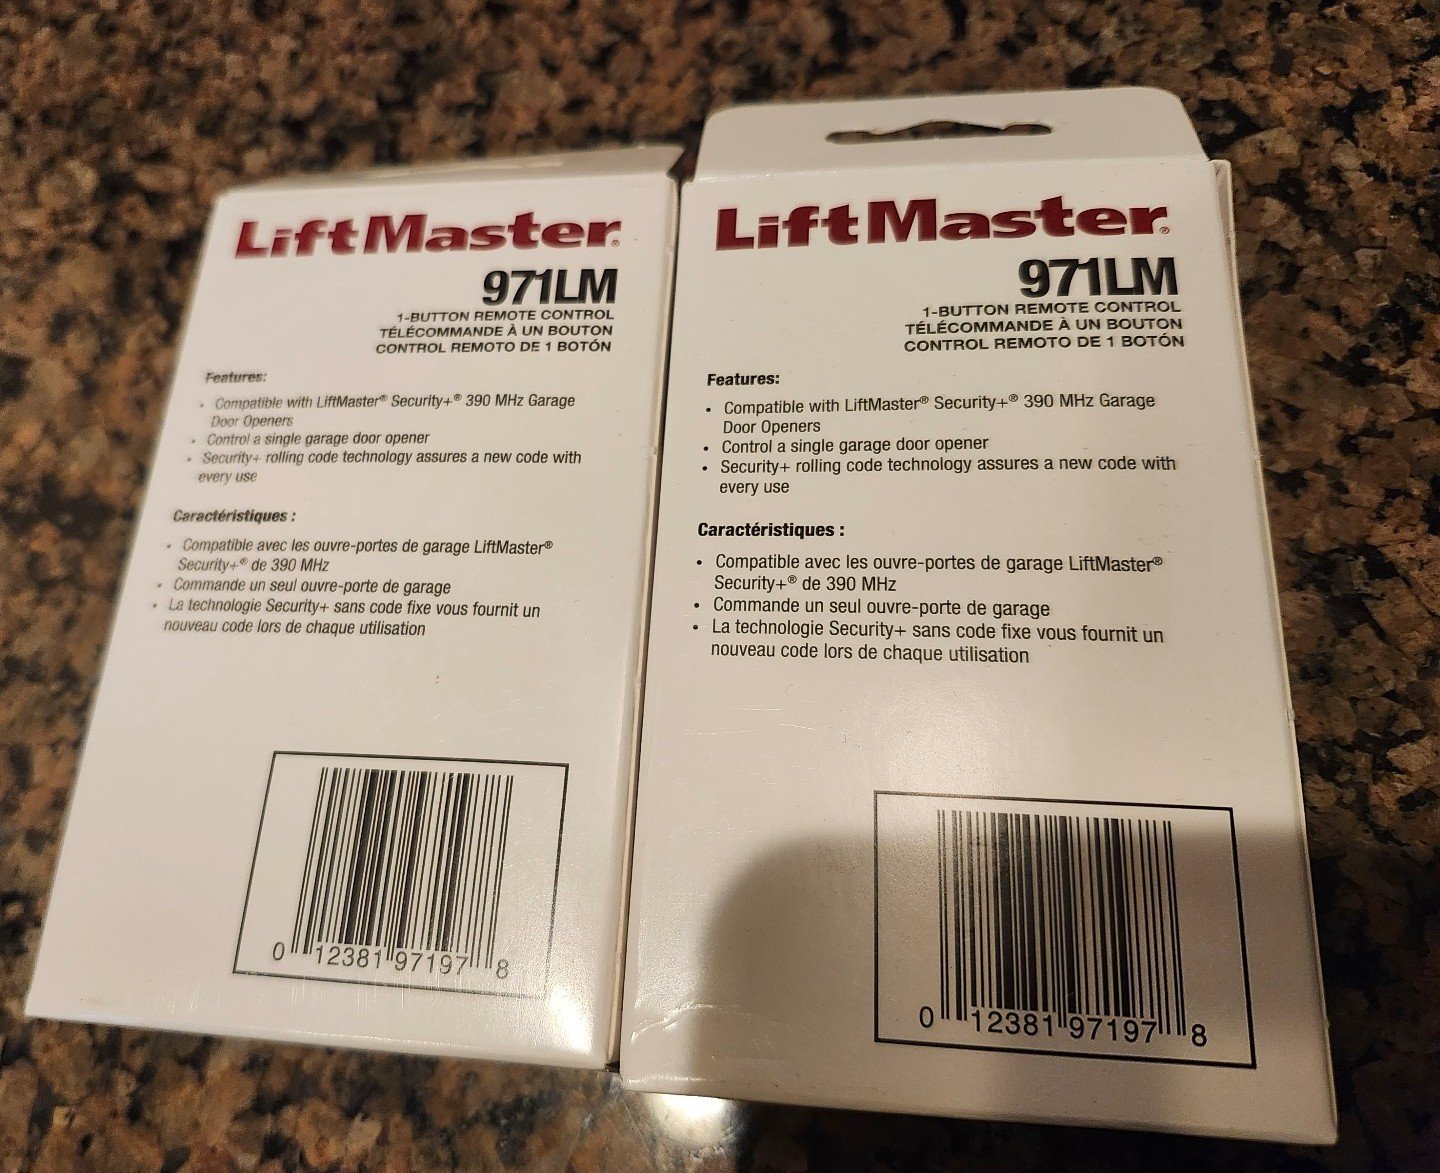 LiftMaster®
971LM
1-BUTTON REMOTE CONTROL
TÉLÉCOMMANDE À UN BOUTON
CONTROL REMOTO DE 1 BOTÓN
Features:
• Compatible with LiftMaster® Security+® 390 MHz Garage
Door Openers
• Control a single garage door opener
• Security+ rolling code technology assures a new code with
every use
Caractéristiques :
• Compatible avec les ouvre-portes de garage LiftMaster®
Security+® de 390 MHz
• Commande un seul ouvre-porte de garage
• La technologie Security+ sans code fixe vous fournit un
nouveau code lors de chaque utilisation
0 12381 97197 8
LiftMaster®
971LM
1-BUTTON REMOTE CONTROL
TÉLÉCOMMANDE À UN BOUTON
CONTROL REMOTO DE 1 BOTÓN
Features:
• Compatible with LiftMaster® Security+® 390 MHz Garage
Door Openers
• Control a single garage door opener
• Security+ rolling code technology assures a new code with
every use
Caractéristiques :
• Compatible avec les ouvre-portes de garage LiftMaster®
Security+® de 390 MHz
• Commande un seul ouvre-porte de garage
• La technologie Security+ sans code fixe vous fournit un
nouveau code lors de chaque utilisation
0 12381 97197 8